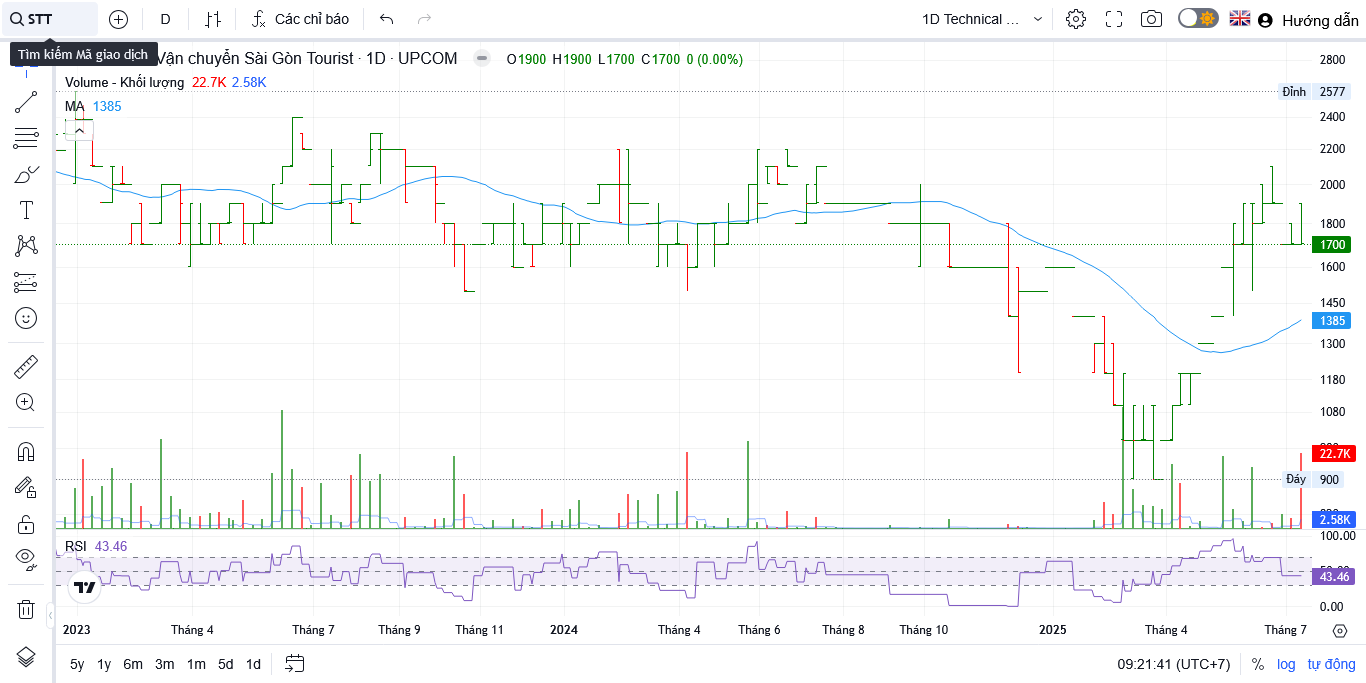 STT
D
Các chỉ báo
1D Technical ...
Hướng dẫn
Tìm kiếm Mã giao dịch
Vận chuyển Sài Gòn Tourist · 1D · UPCOM
O1900 H1900 L1700 C1700 0 (0.00%)
Volume - Khối lượng 22.7K 2.58K
MA 1385
2800
Đỉnh 2577
2400
2200
2000
1800
1700
1600
1450
1385
1300
1180
1080
22.7K
Đáy 900
2.58K
RSI 43.46
100.00
43.46
0.00
2023 Tháng 4 Tháng 7 Tháng 9 Tháng 11 2024 Tháng 4 Tháng 6 Tháng 8 Tháng 10 2025 Tháng 4 Tháng 7
5y 1y 6m 3m 1m 5d 1d
09:21:41 (UTC+7) % log tự động